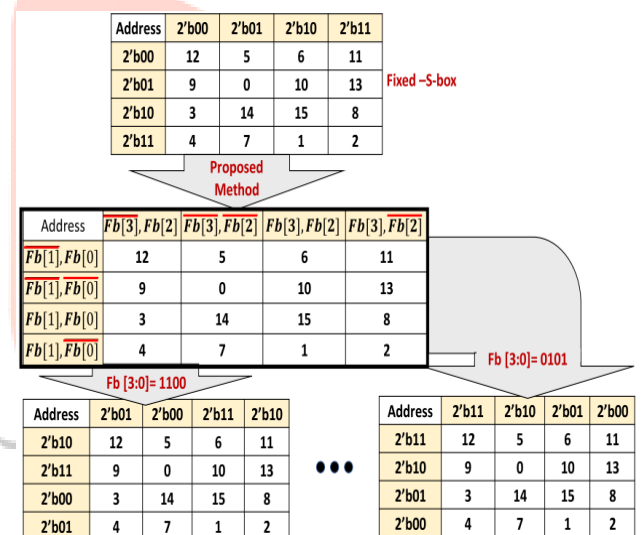 Address 2'b00 2'b01 2'b10 2'b11
2'b00 12 5 6 11
2'b01 9 0 10 13
Fixed –S-box
2'b10 3 14 15 8
2'b11 4 7 1 2
Proposed
Method
Address F̅b̅[̅3̅]̅, Fb[2] F̅b̅[̅3̅]̅, F̅b̅[̅2̅]̅ Fb[3], Fb[2] Fb[3], F̅b̅[̅2̅]̅
F̅b̅[̅1̅]̅, Fb[0] 12 5 6 11
F̅b̅[̅1̅]̅, F̅b̅[̅0̅]̅ 9 0 10 13
Fb[1], Fb[0] 3 14 15 8
Fb[1], F̅b̅[̅0̅]̅ 4 7 1 2
Fb [3:0]= 1100
Fb [3:0]= 0101
Address 2'b01 2'b00 2'b11 2'b10
2'b10 12 5 6 11
2'b11 9 0 10 13
2'b00 3 14 15 8
2'b01 4 7 1 2
•••
Address 2'b11 2'b10 2'b01 2'b00
2'b11 12 5 6 11
2'b10 9 0 10 13
2'b01 3 14 15 8
2'b00 4 7 1 2